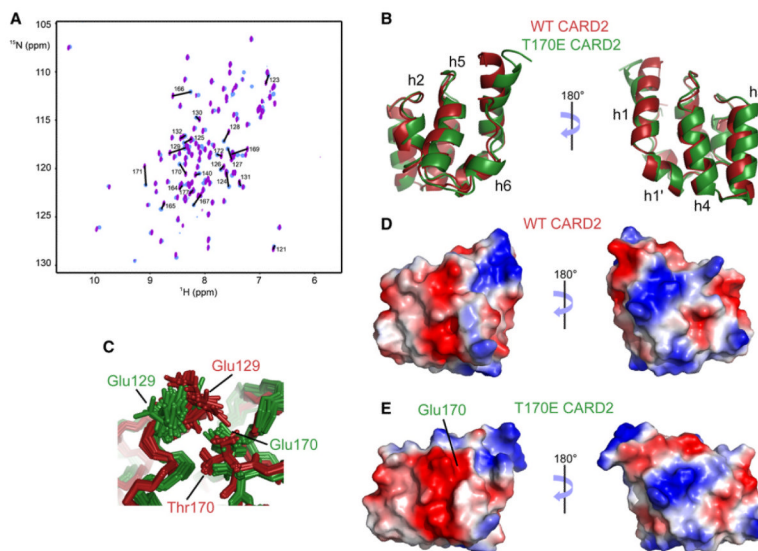 A
105
¹⁵N (ppm)
110
115
120
125
130
10
9
8
7
6
¹H (ppm)
123
166
130
128
132
125
129
172
169
126
127
170
171
164
140
124
131
165
167
121
B
WT CARD2
T170E CARD2
h2
h5
h6
180°
h1
h1'
h4
h
C
Glu129
Glu129
Glu170
Thr170
D
WT CARD2
180°
E
Glu170
T170E CARD2
180°